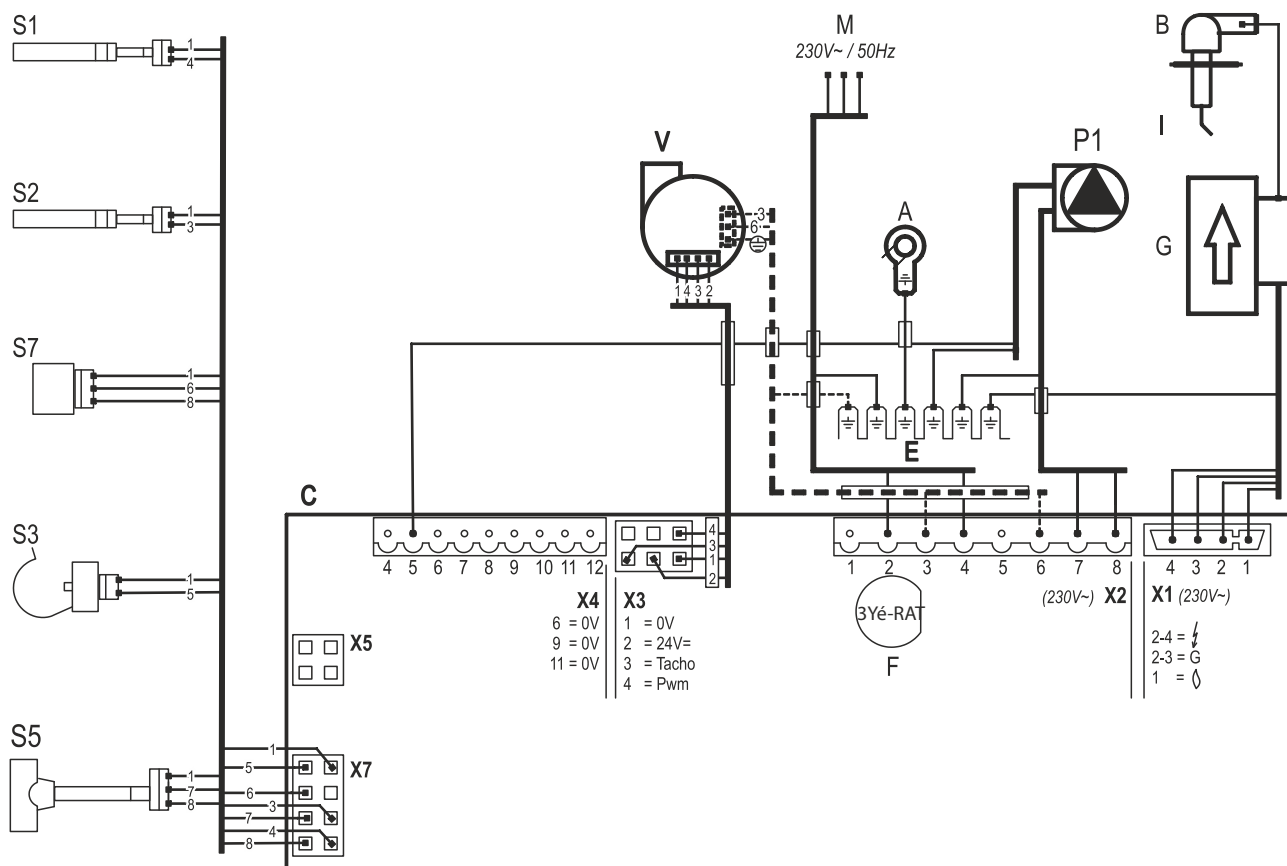 S1
1
4
S2
1
3
S7
1
6
8
S3
1
5
S5
1
7
8
1
5
6
3
7
4
8
X5
X7
C
V
3
6
1 4 3 2
M
230V~ / 50Hz
A
P1
B
I
G
E
4 5 6 7 8 9 10 11 12
X4
6 = 0V
9 = 0V
11 = 0V
4
3
1
2
X3
1 = 0V
2 = 24V=
3 = Tacho
4 = Pwm
1 2 3 4 5 6 7 8
(230V~) X2
3Yé-RAT
F
4 3 2 1
X1 (230V~)
2-4 =
2-3 = G
1 =